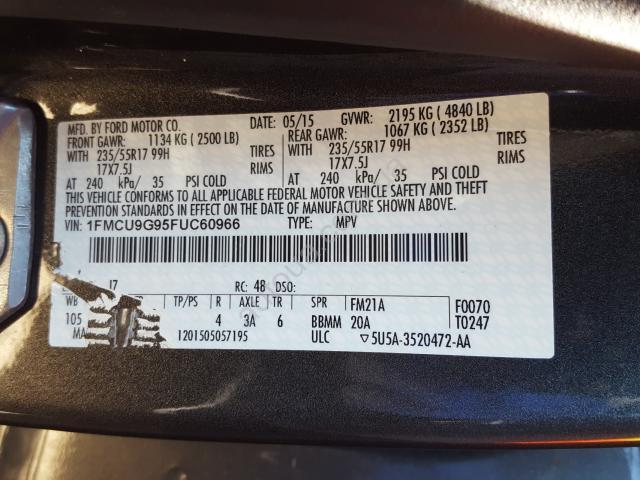 MFD. BY FORD MOTOR CO. 05/15 GVWR: 2195 KG ( 4840 LB)
FRONT GAWR: 1134 KG ( 2500 LB) REAR GAWR: 1067 KG ( 2352 LB)
WITH 235/55R17 99H TIRES WITH 235/55R17 99H TIRES
17X7.5J RIMS 17X7.5J RIMS
AT 240 kPa/ 35 PSI COLD AT 240 kPa/ 35 PSI COLD
THIS VEHICLE CONFORMS TO ALL APPLICABLE FEDERAL MOTOR VEHICLE SAFETY AND THEFT
PREVENTION STANDARDS IN EFFECT ON THE DATE OF MANUFACTURE SHOWN ABOVE.
VIN: 1FMCU9G95FUC60966 TYPE: MPV
17 RC: 48 DSO:
WB TP/PS R AXLE TR SPR FM21A F0070
105 4 3A 6 BBMM 20A T0247
MA 1201505057195 ULC ▽5U5A-3520472-AA